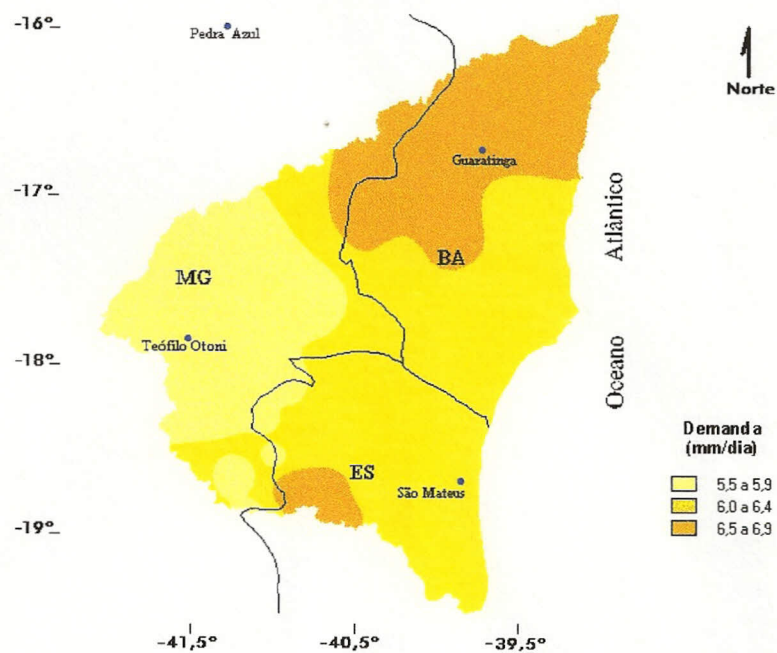 -16°
Pedra Azul
Norte
Guaratinga
-17°
Atlântico
MG
BA
Teófilo Otoni
-18°
Oceano
Demanda
(mm/dia)
5,5 a 5,9
6,0 a 6,4
6,5 a 6,9
ES
São Mateus
-19°
-41,5°
-40,5°
-39,5°